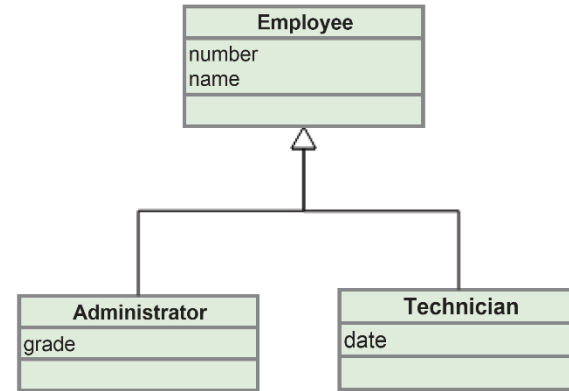 Employee
number
name
Administrator
grade
Technician
date